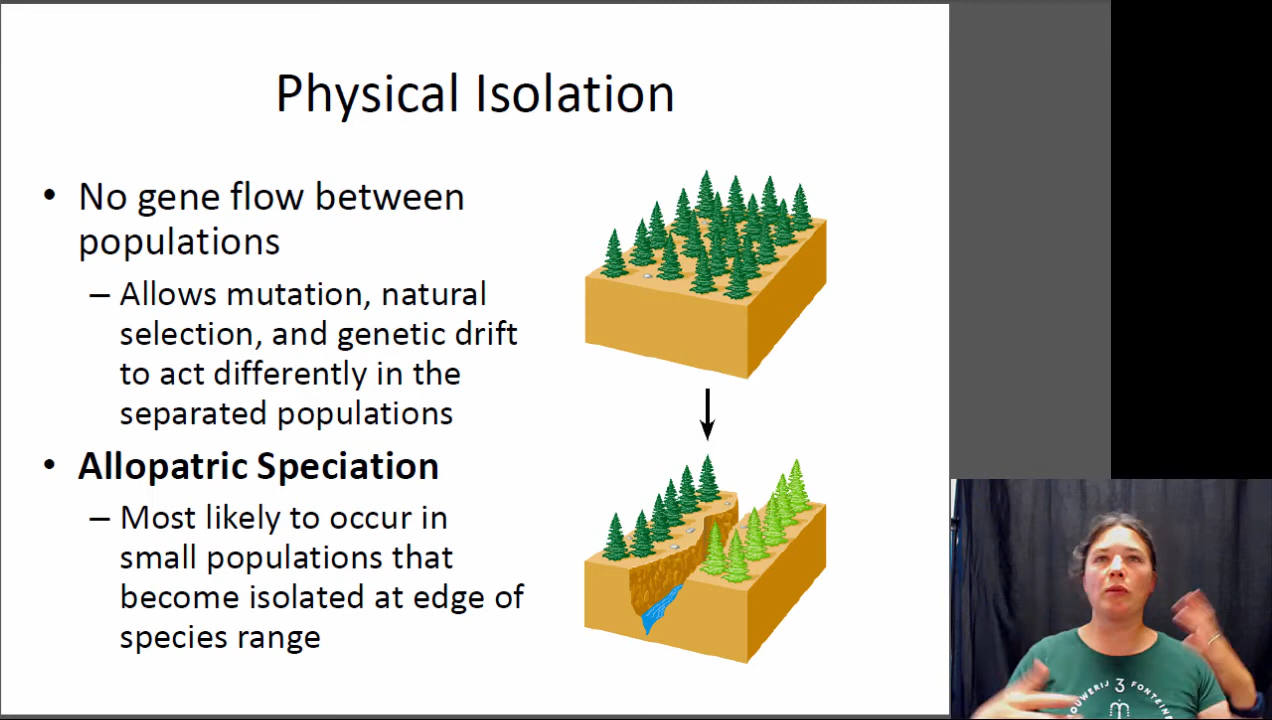 Physical Isolation
• No gene flow between
populations
– Allows mutation, natural
selection, and genetic drift
to act differently in the
separated populations
• Allopatric Speciation
– Most likely to occur in
small populations that
become isolated at edge of
species range
3 FONTEINE